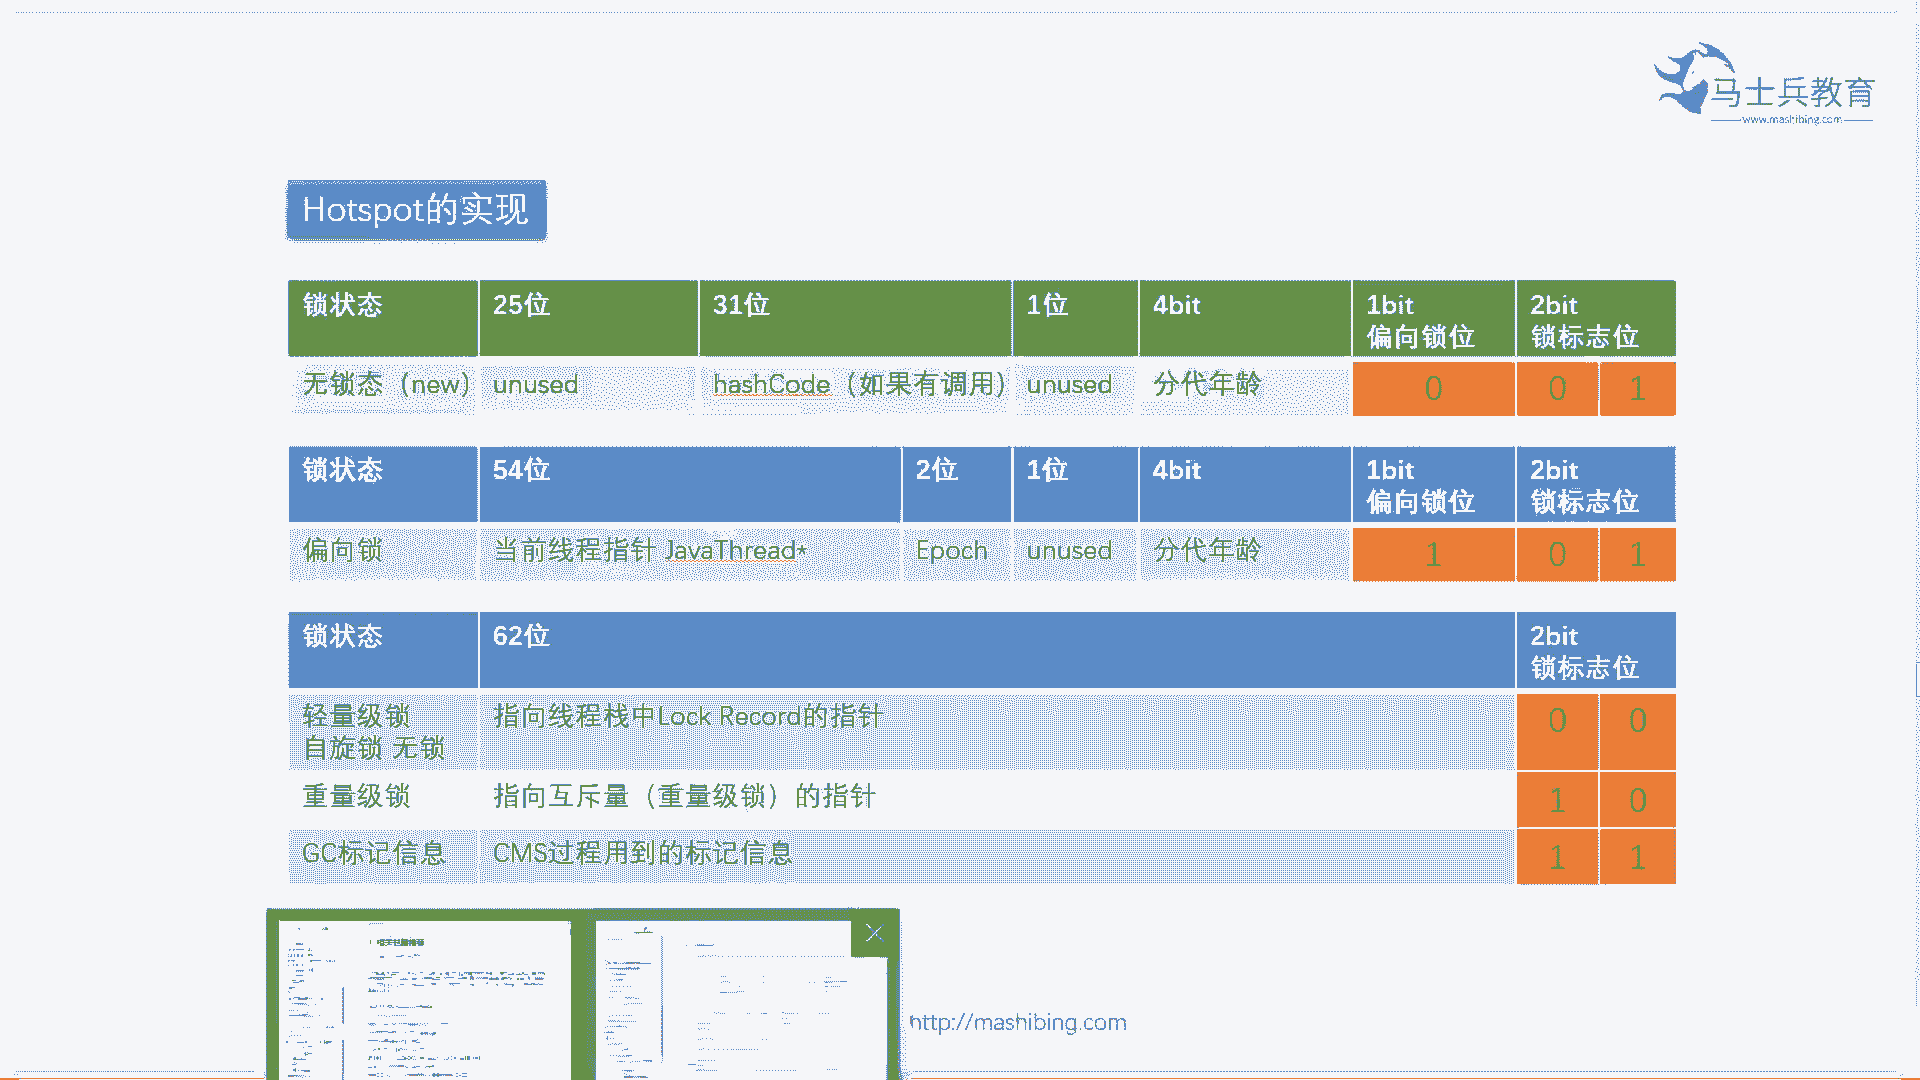 马士兵教育
www.mashibing.com
Hotspot的实现
锁状态 25位 31位 1位 4bit 1bit 2bit
偏向锁位 锁标志位
无锁态（new） unused hashCode（如果有调用） unused 分代年龄 0 0 1
锁状态 54位 2位 1位 4bit 1bit 2bit
偏向锁位 锁标志位
偏向锁 当前线程指针 JavaThread* Epoch unused 分代年龄 1 0 1
锁状态 62位 2bit
锁标志位
轻量级锁 指向线程栈中Lock Record的指针 0 0
自旋锁 无锁
重量级锁 指向互斥量（重量级锁）的指针 1 0
GC标记信息 CMS过程用到的标记信息 1 1
http://mashibing.com